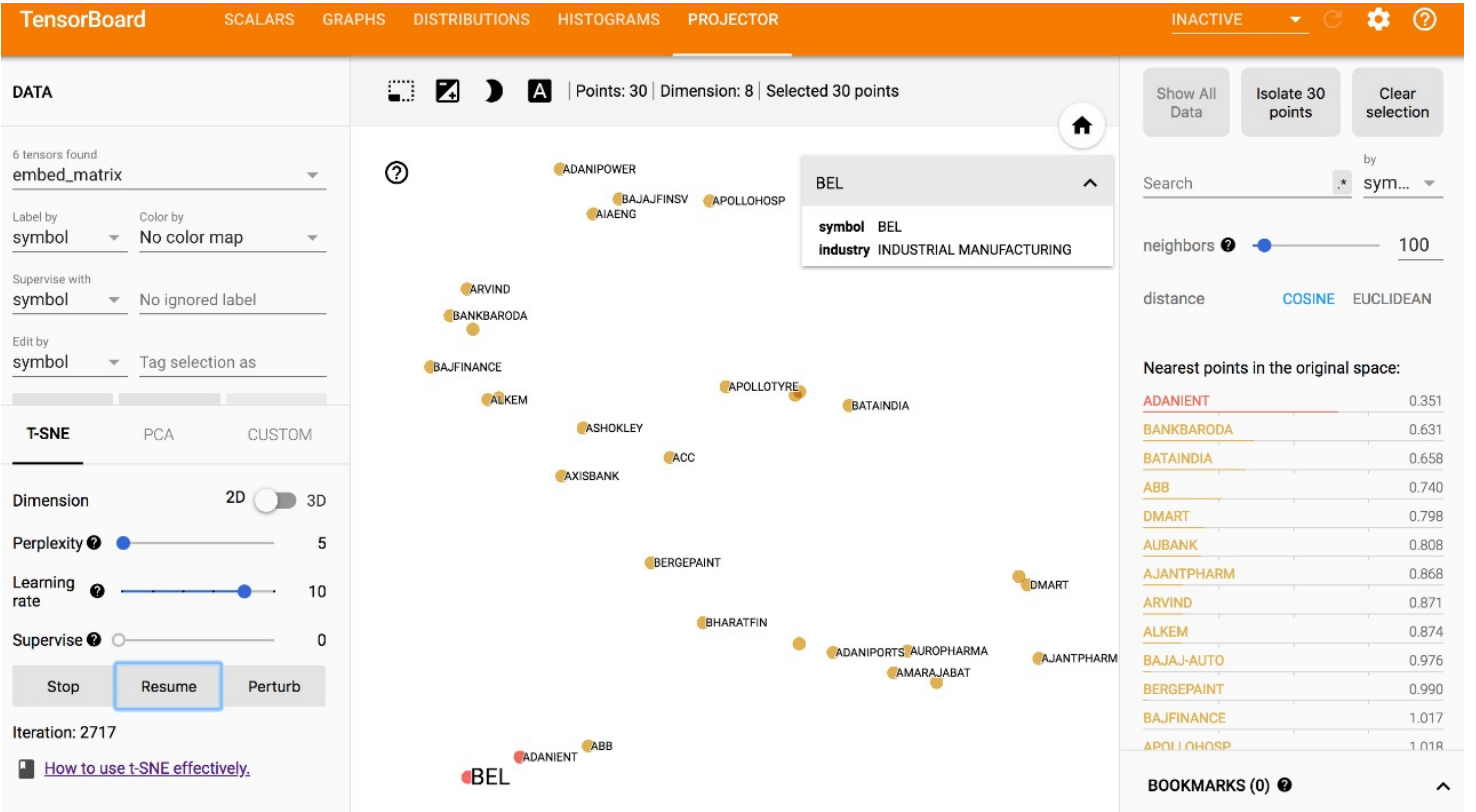 TensorBoard SCALARS GRAPHS DISTRIBUTIONS HISTOGRAMS PROJECTOR INACTIVE
DATA
6 tensors found
embed_matrix
Label by Color by
symbol No color map
Supervise with
symbol No ignored label
Edit by
symbol Tag selection as
T-SNE PCA CUSTOM
Dimension 2D 3D
Perplexity 5
Learning rate 10
Supervise 0
Stop Resume Perturb
Iteration: 2717
How to use t-SNE effectively.
A | Points: 30 | Dimension: 8 | Selected 30 points
ADANIPOWER
BAJAJFINSV APOLLOHOSP
AIAENG
ARVIND
BANKBARODA
BAJFINANCE
APOLLOTYRE
ALKEM
BATAINDIA
ASHOKLEY
ACC
AXISBANK
BERGEPAINT
DMART
BHARATFIN
ADANIPORTS AUROPHARMA
AJANTPHARM
AMARAJABAT
ABB
ADANIENT
BEL
BEL
symbol BEL
industry INDUSTRIAL MANUFACTURING
Show All Data
Isolate 30 points
Clear selection
by
Search .* sym...
neighbors 100
distance COSINE EUCLIDEAN
Nearest points in the original space:
ADANIENT 0.351
BANKBARODA 0.631
BATAINDIA 0.658
ABB 0.740
DMART 0.798
AUBANK 0.808
AJANTPHARM 0.868
ARVIND 0.871
ALKEM 0.874
BAJAJ-AUTO 0.976
BERGEPAINT 0.990
BAJFINANCE 1.017
APOLLOHOSP 1.018
BOOKMARKS (0)